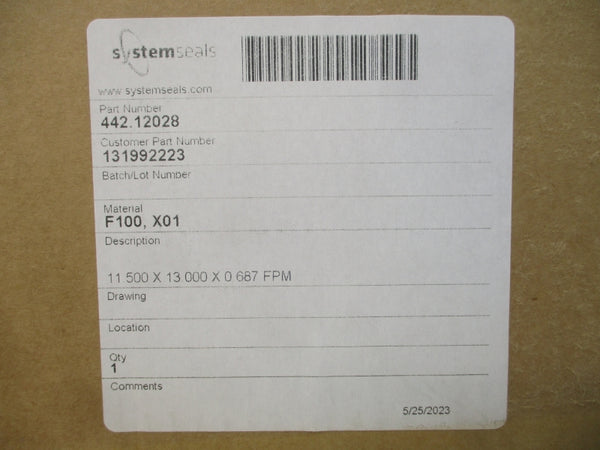 systemseals
www.systemseals.com
Part Number
442.12028
Customer Part Number
131992223
Batch/Lot Number
Material
F100, X01
Description
11.500 X 13.000 X 0.687 FPM
Drawing
Location
Qty
1
Comments
5/25/2023